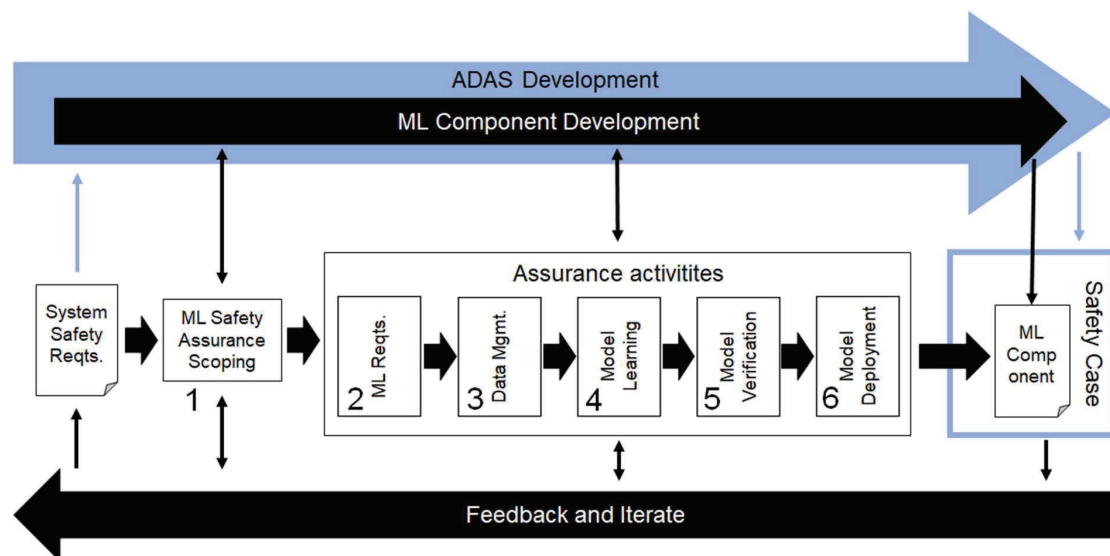 ADAS Development
ML Component Development
System
Safety
Reqts.
ML Safety
Assurance
Scoping
1
Assurance activitites
ML Reqts.
2
Data Mgmt.
3
Model
Learning
4
Model
Verification
5
Model
Deployment
6
ML
Comp
onent
Safety Case
Feedback and Iterate